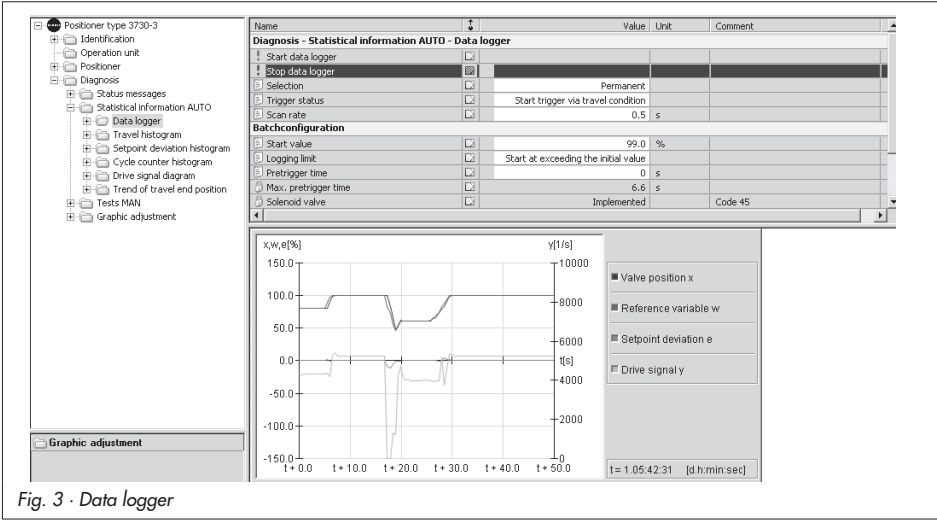 Positioner type 3730-3
Identification
Operation unit
Positioner
Diagnosis
Status messages
Statistical information AUTO
Data logger
Travel histogram
Setpoint deviation histogram
Cycle counter histogram
Drive signal diagram
Trend of travel end position
Tests MAN
Graphic adjustment
Graphic adjustment
Name Value Unit Comment
Diagnosis - Statistical information AUTO - Data logger
Start data logger
Stop data logger
Selection Permanent
Trigger status Start trigger via travel condition
Scan rate 0.5 s
Batchconfiguration
Start value 99.0 %
Logging limit Start at exceeding the initial value
Pretrigger time 0 s
Max. pretrigger time 6.6 s
Solenoid valve Implemented Code 45
x,w,e[%] y[1/s]
150.0 10000
100.0 8000
50.0 6000
0.0 t[s]
-50.0 4000
-100.0 2000
-150.0 0
t + 0.0 t + 10.0 t + 20.0 t + 30.0 t + 40.0 t + 50.0
Valve position x
Reference variable w
Setpoint deviation e
Drive signal y
t = 1.05:42:31 [d.h:min:sec]
Fig. 3 · Data logger